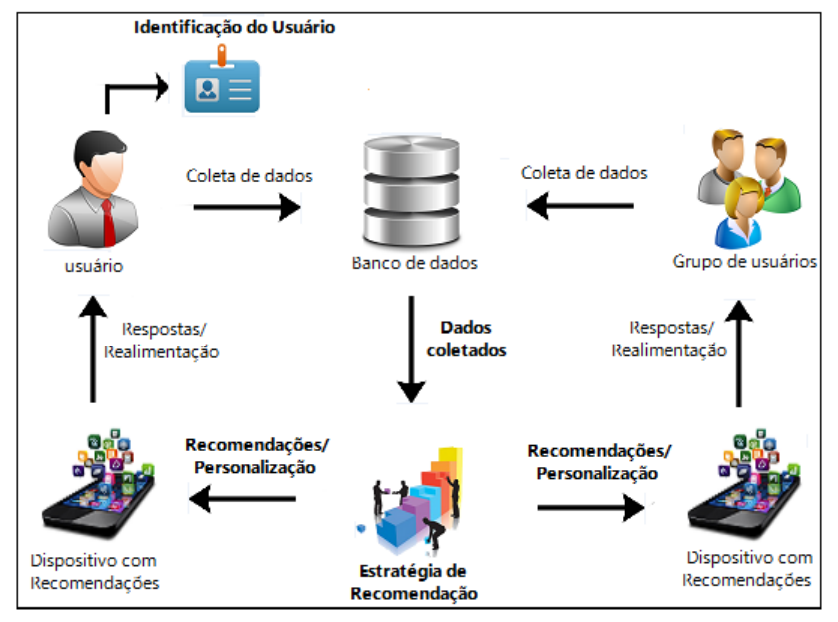 Identificação do Usuário
Coleta de dados
Coleta de dados
usuário
Banco de dados
Grupo de usuários
Respostas/
Realimentação
Dados
coletados
Respostas/
Realimentação
Recomendações/
Personalização
Recomendações/
Personalização
Dispositivo com
Recomendações
Estratégia de
Recomendação
Dispositivo com
Recomendações